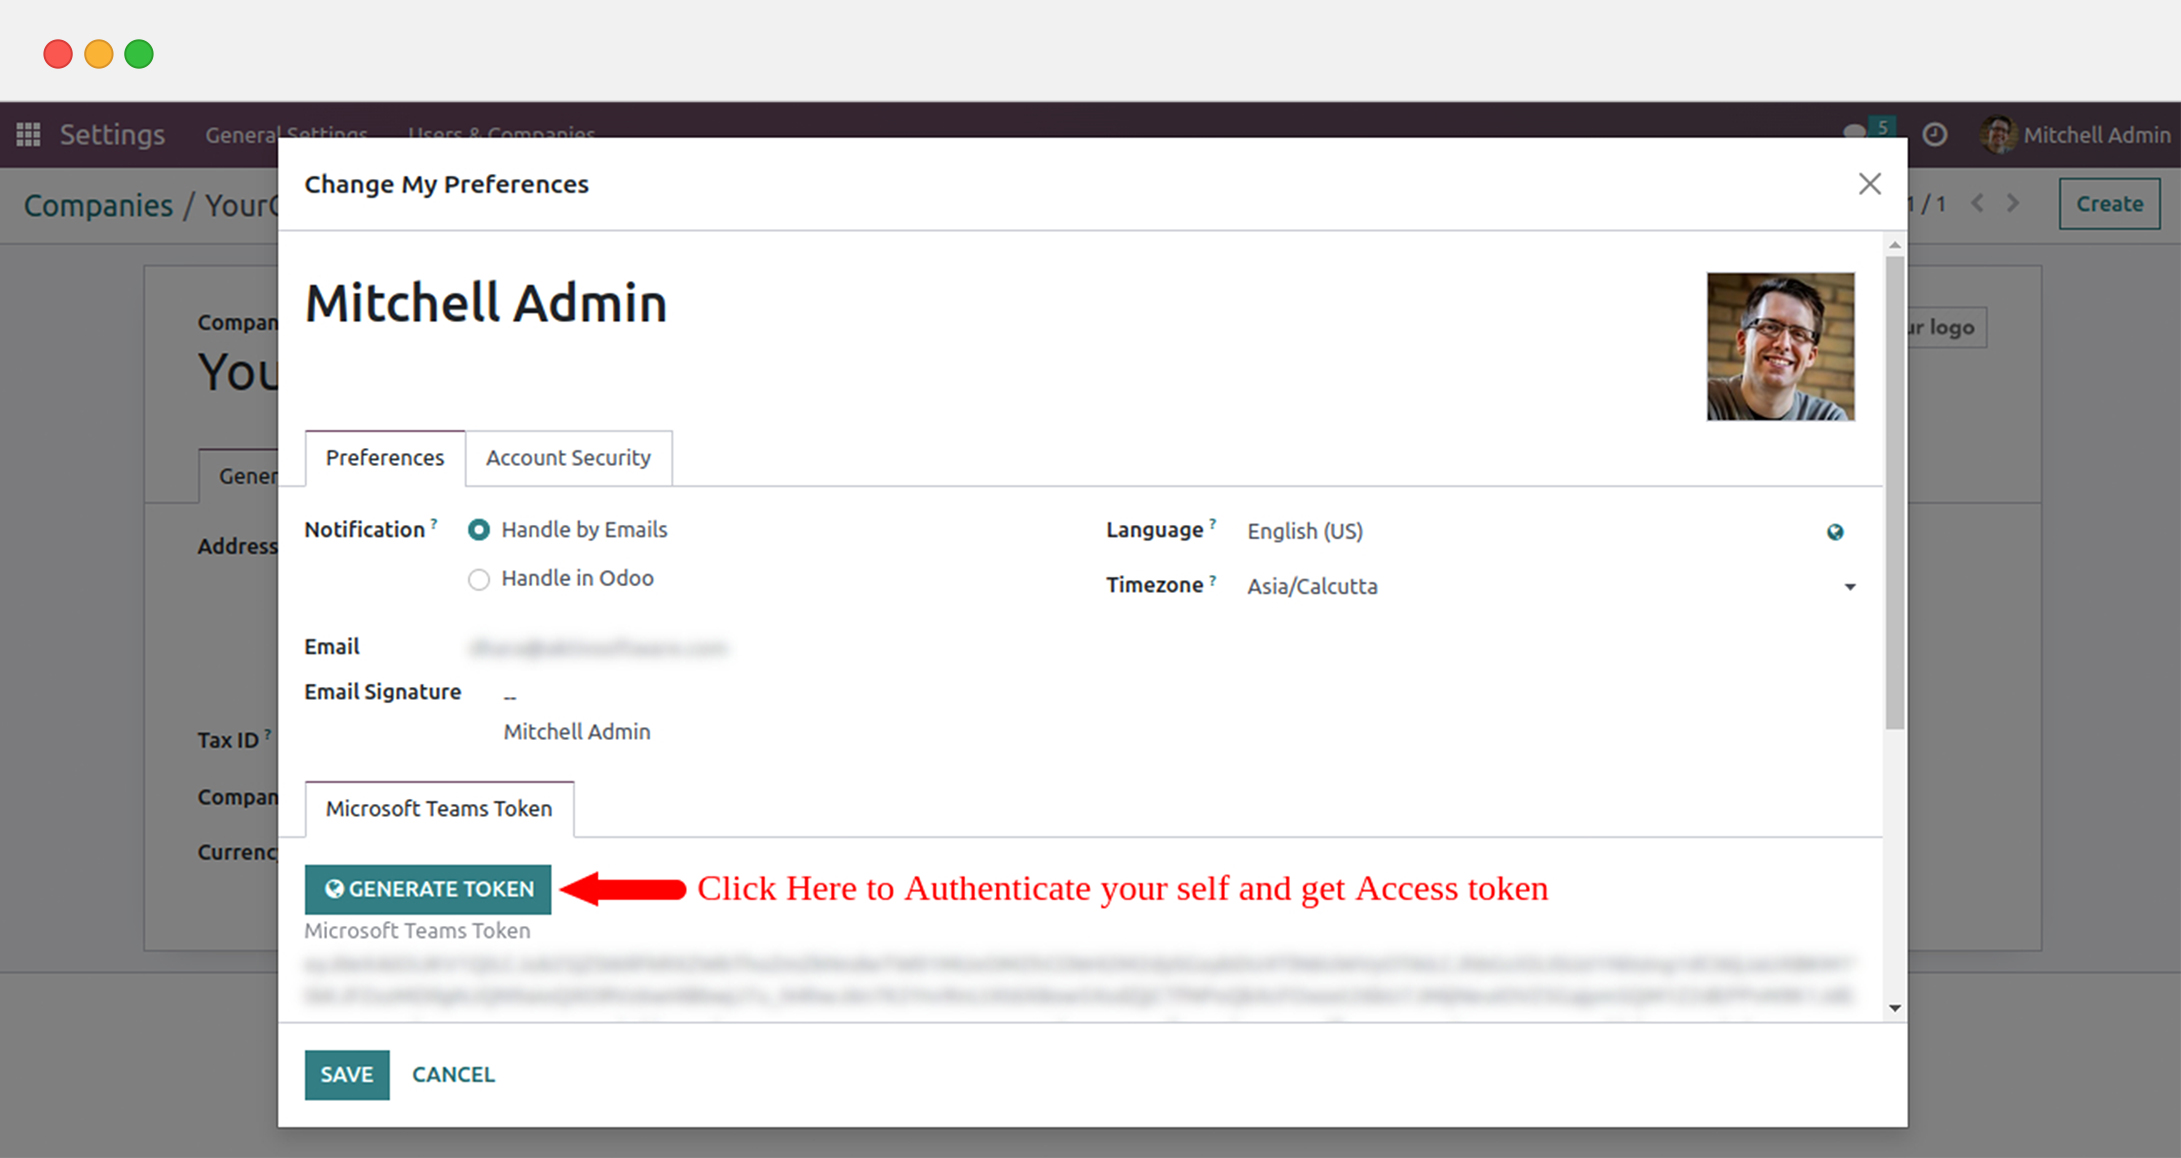 Settings General Settings Users & Companies 5 Mitchell Admin
Change My Preferences
Companies / YourC 1 / 1 Create
Mitchell Admin
Compan ur logo
You
Preferences Account Security
Gener
Notification ? Handle by Emails Language ? English (US)
Address
Handle in Odoo Timezone ? Asia/Calcutta
Email
Email Signature --
Mitchell Admin
Tax ID ?
Compan
Microsoft Teams Token
Currenc
GENERATE TOKEN Click Here to Authenticate your self and get Access token
Microsoft Teams Token
SAVE CANCEL